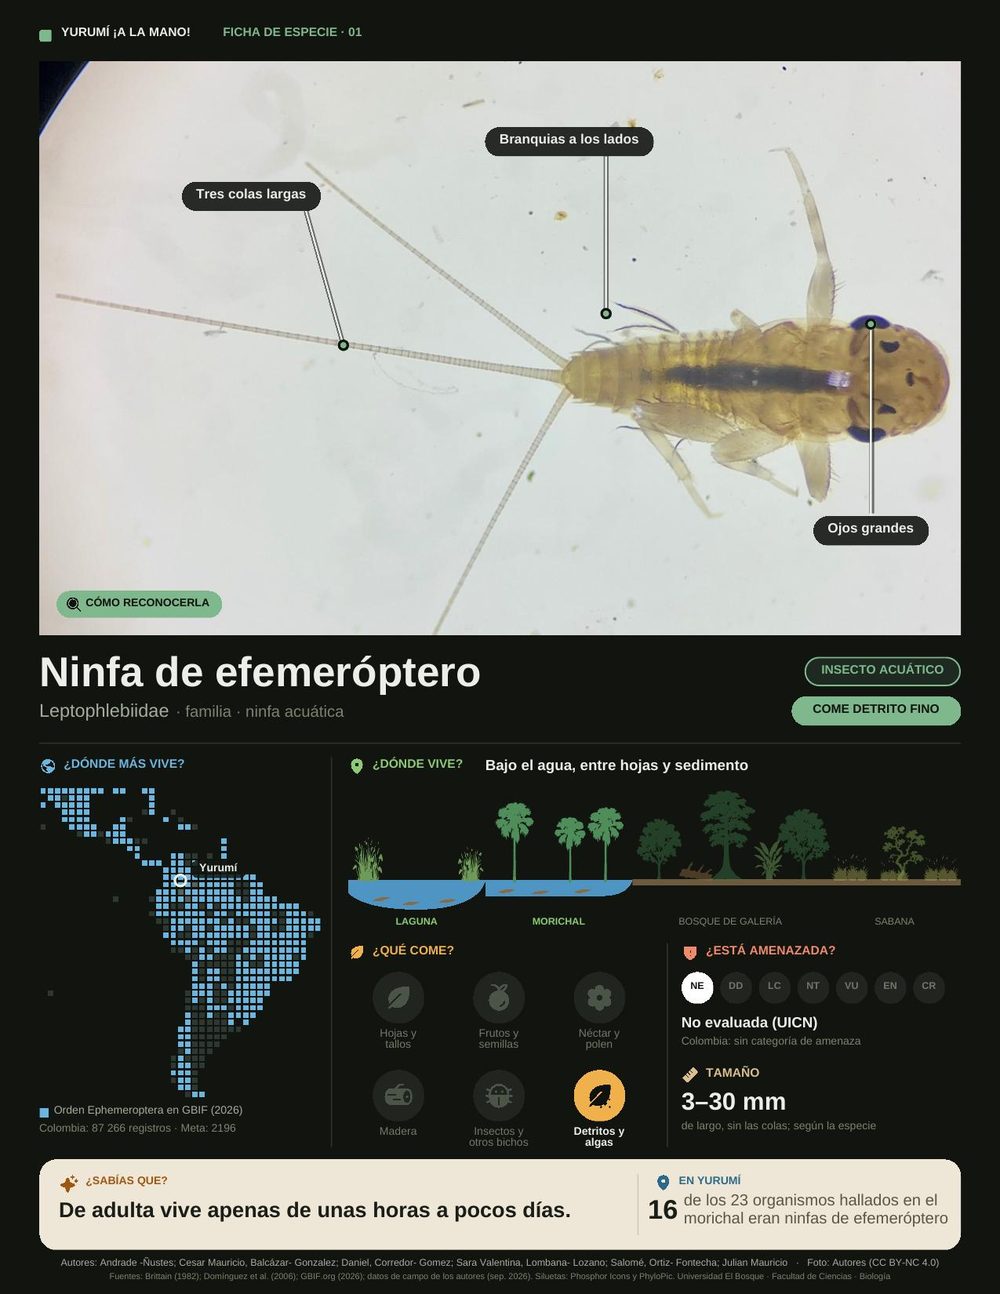 YURUMÍ ¡A LA MANO! FICHA DE ESPECIE · 01
Branquias a los lados
Tres colas largas
Ojos grandes
CÓMO RECONOCERLA
Ninfa de efemeróptero
Leptophlebiidae · familia · ninfa acuática
INSECTO ACUÁTICO
COME DETRITO FINO
¿DÓNDE MÁS VIVE?
Yurumí
Orden Ephemeroptera en GBIF (2026)
Colombia: 87 266 registros · Meta: 2196
¿DÓNDE VIVE? Bajo el agua, entre hojas y sedimento
LAGUNA MORICHAL BOSQUE DE GALERÍA SABANA
¿QUÉ COME?
Hojas y
tallos
Frutos y
semillas
Néctar y
polen
Madera
Insectos y
otros bichos
Detritos y
algas
¿ESTÁ AMENAZADA?
NE DD LC NT VU EN CR
No evaluada (UICN)
Colombia: sin categoría de amenaza
TAMAÑO
3–30 mm
de largo, sin las colas; según la especie
¿SABÍAS QUE?
De adulta vive apenas de unas horas a pocos días.
EN YURUMÍ
16 de los 23 organismos hallados en el
morichal eran ninfas de efemeróptero
Autores: Andrade -Ñustes; Cesar Mauricio, Balcázar- Gonzalez; Daniel, Corredor- Gomez; Sara Valentina, Lombana- Lozano; Salomé, Ortiz- Fontecha; Julian Mauricio · Foto: Autores (CC BY-NC 4.0)
Fuentes: Brittain (1982); Domínguez et al. (2006); GBIF.org (2026); datos de campo de los autores (sep. 2026). Siluetas: Phosphor Icons y PhyloPic. Universidad El Bosque · Facultad de Ciencias · Biología